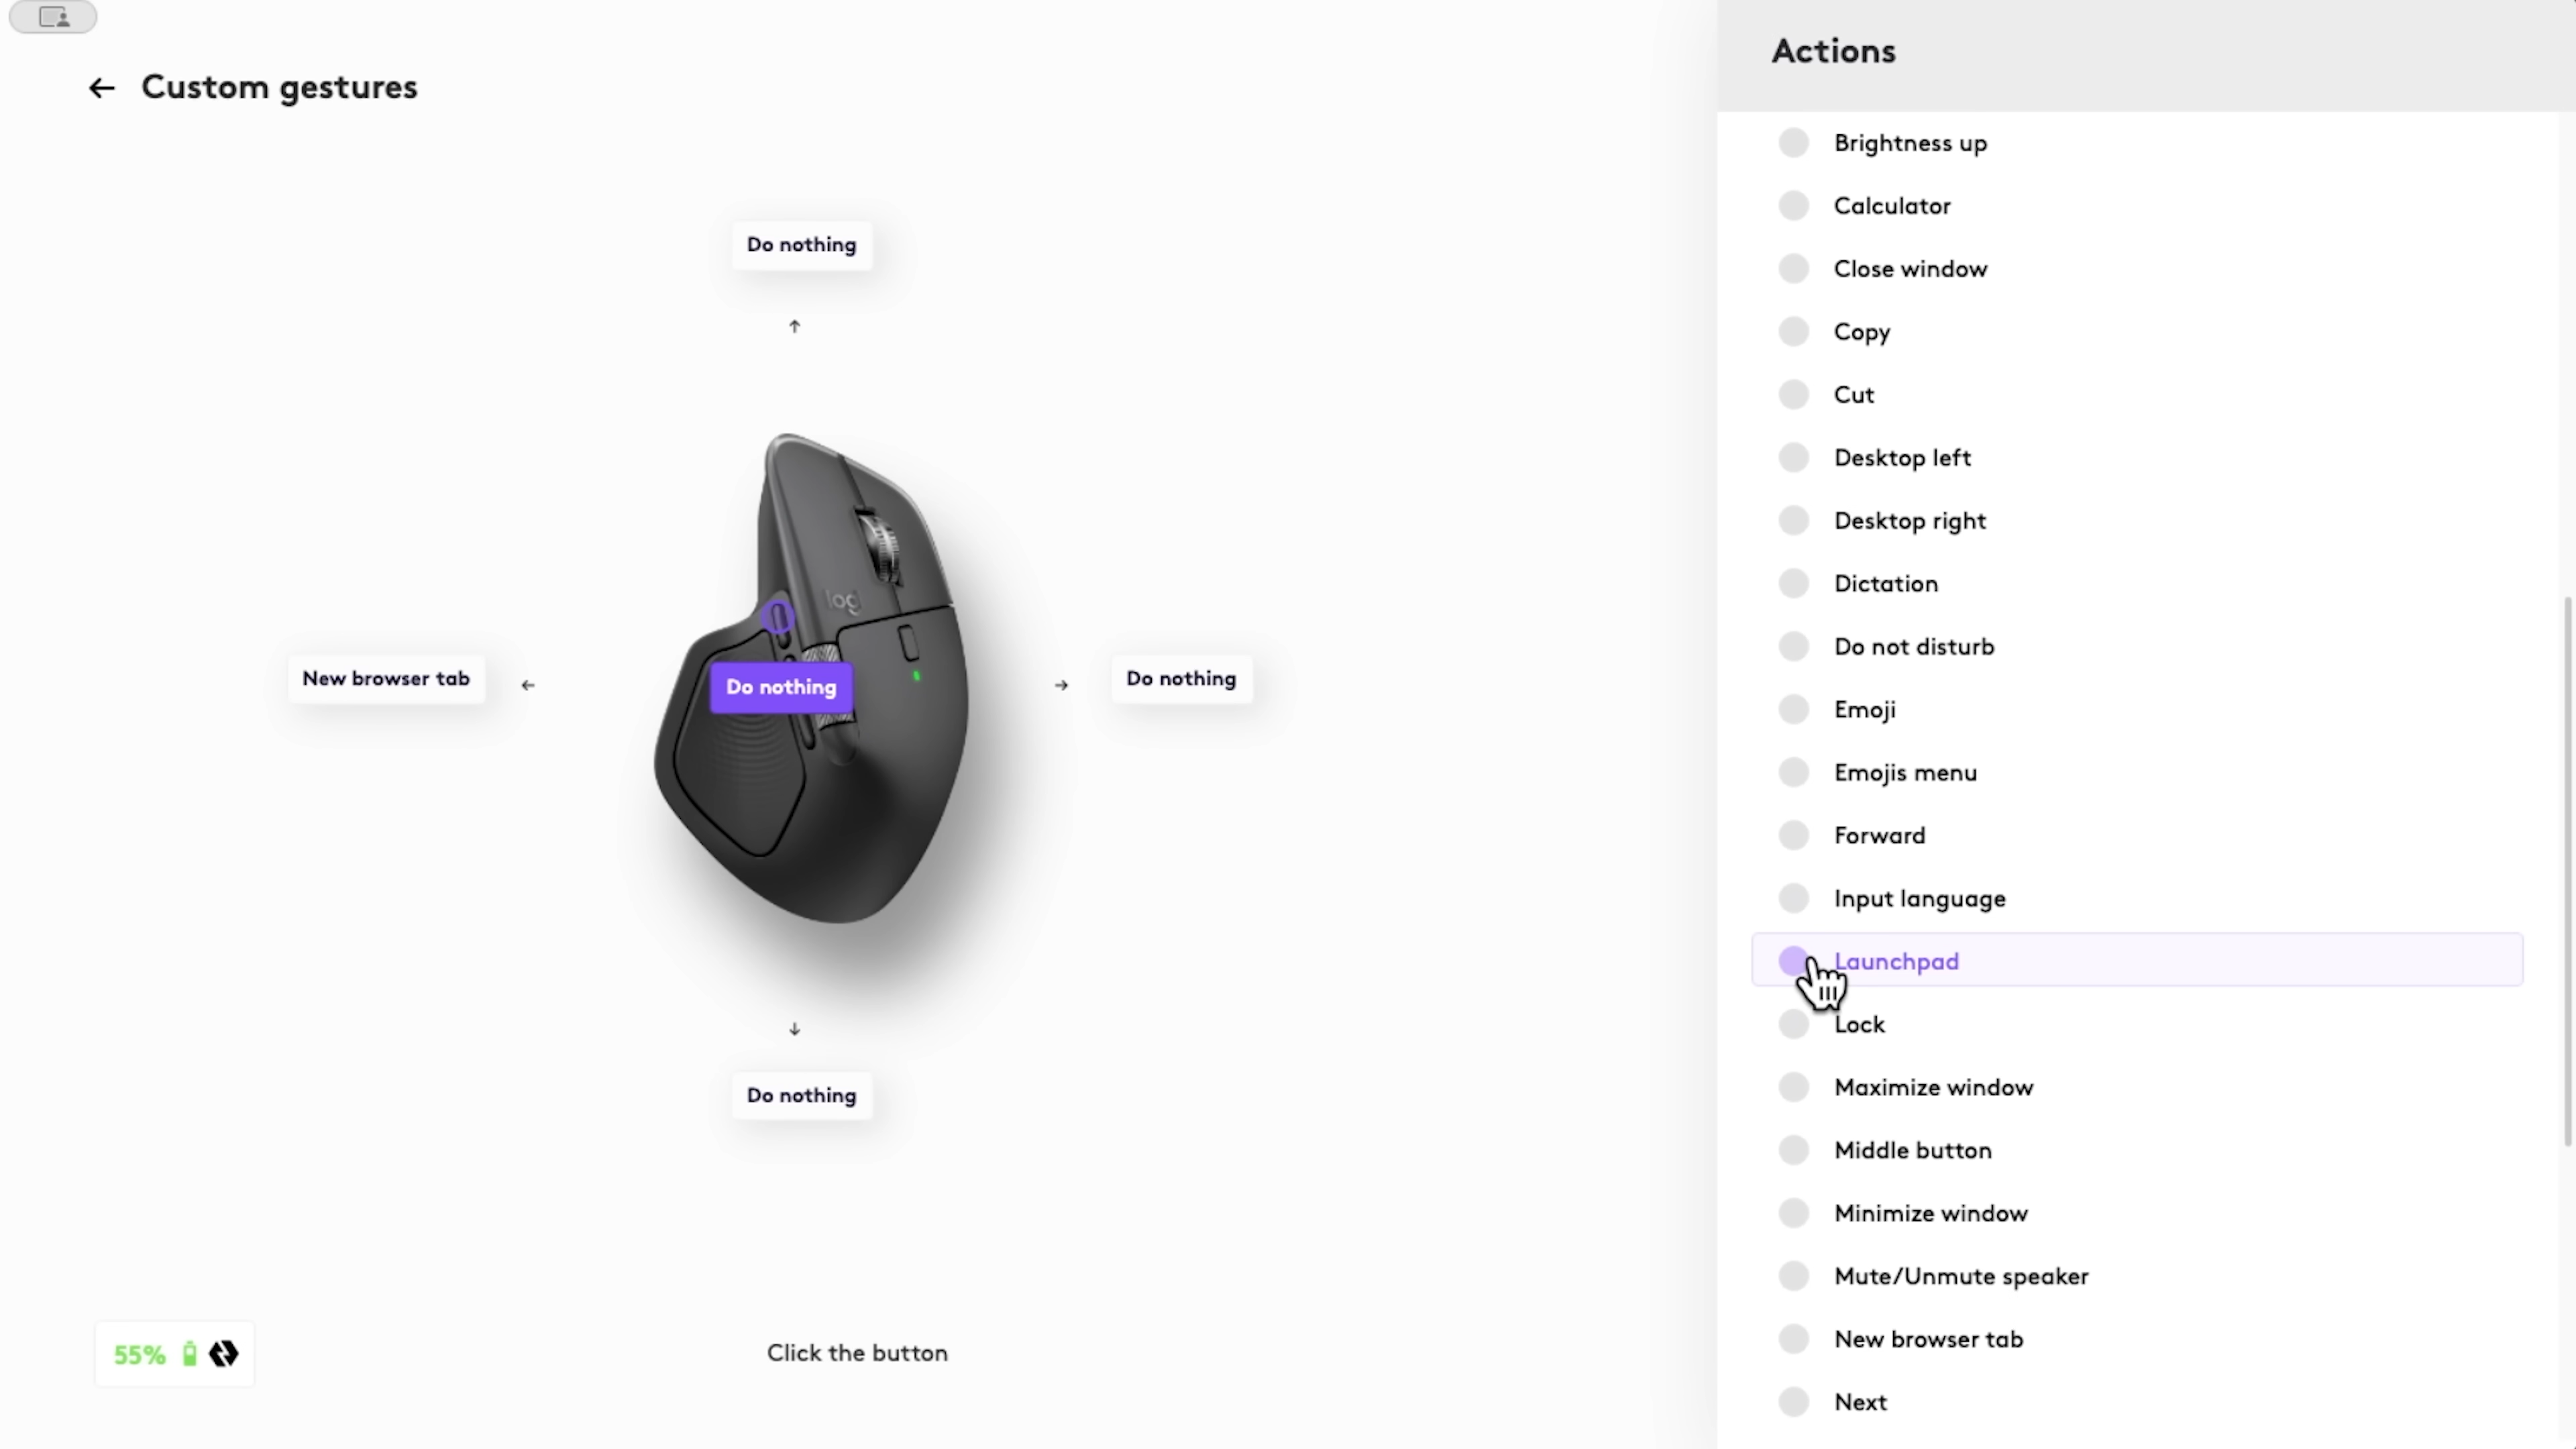 Custom gestures
Do nothing
log
New browser tab
Do nothing
Do nothing
Do nothing
55%
Click the button
Actions
Brightness up
Calculator
Close window
Copy
Cut
Desktop left
Desktop right
Dictation
Do not disturb
Emoji
Emojis menu
Forward
Input language
Launchpad
Lock
Maximize window
Middle button
Minimize window
Mute/Unmute speaker
New browser tab
Next